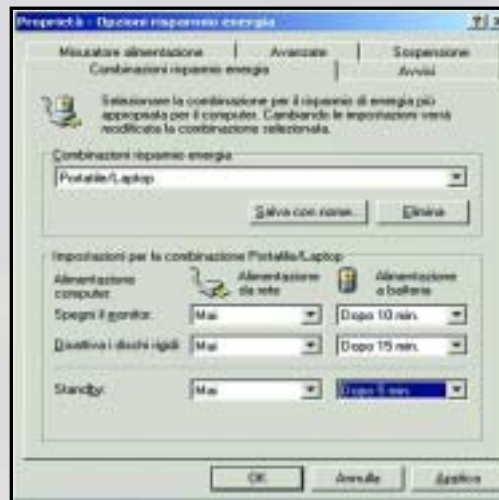 Proprietà - Opzioni risparmio energia
Misuratore alimentazione Avanzate Sospensione
Combinazioni risparmio energia Avvisi
Selezionare la combinazione per il risparmio di energia più
appropriata per il computer. Cambiando le impostazioni verrà
modificata la combinazione selezionata.
Combinazioni risparmio energia
Portatile/Laptop
Salva con nome... Elimina
Impostazioni per la combinazione Portatile/Laptop
Alimentazione computer: Alimentazione da rete Alimentazione a batteria
Spegni il monitor: Mai Dopo 10 min.
Disattiva i dischi rigidi: Mai Dopo 15 min.
Standby: Mai Dopo 5 min.
OK Annulla Applica